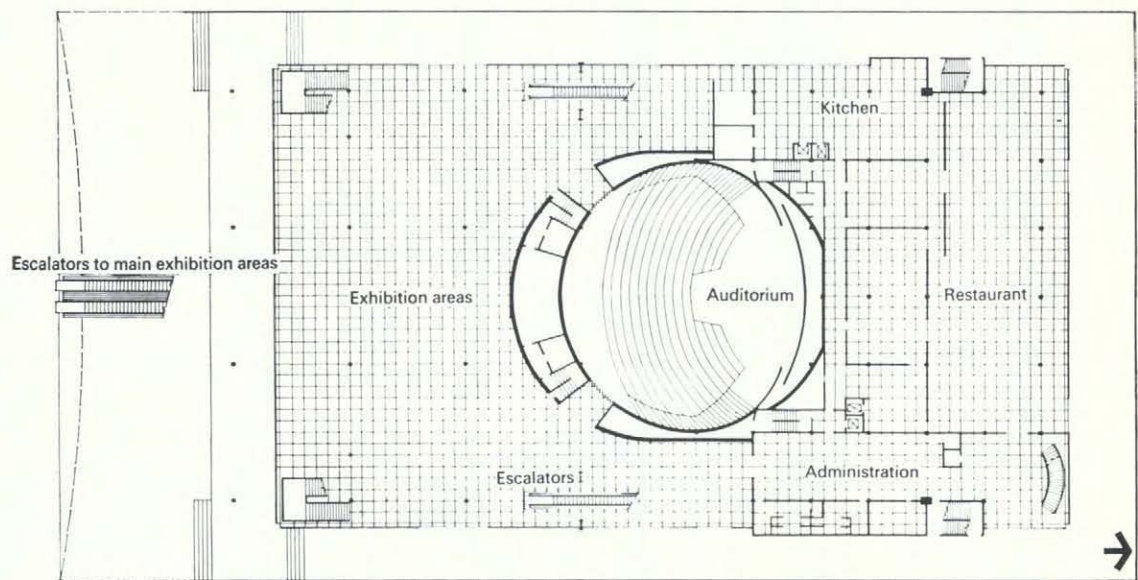 Kitchen
Escalators to main exhibition areas
Exhibition areas
Auditorium
Restaurant
Escalators
Administration